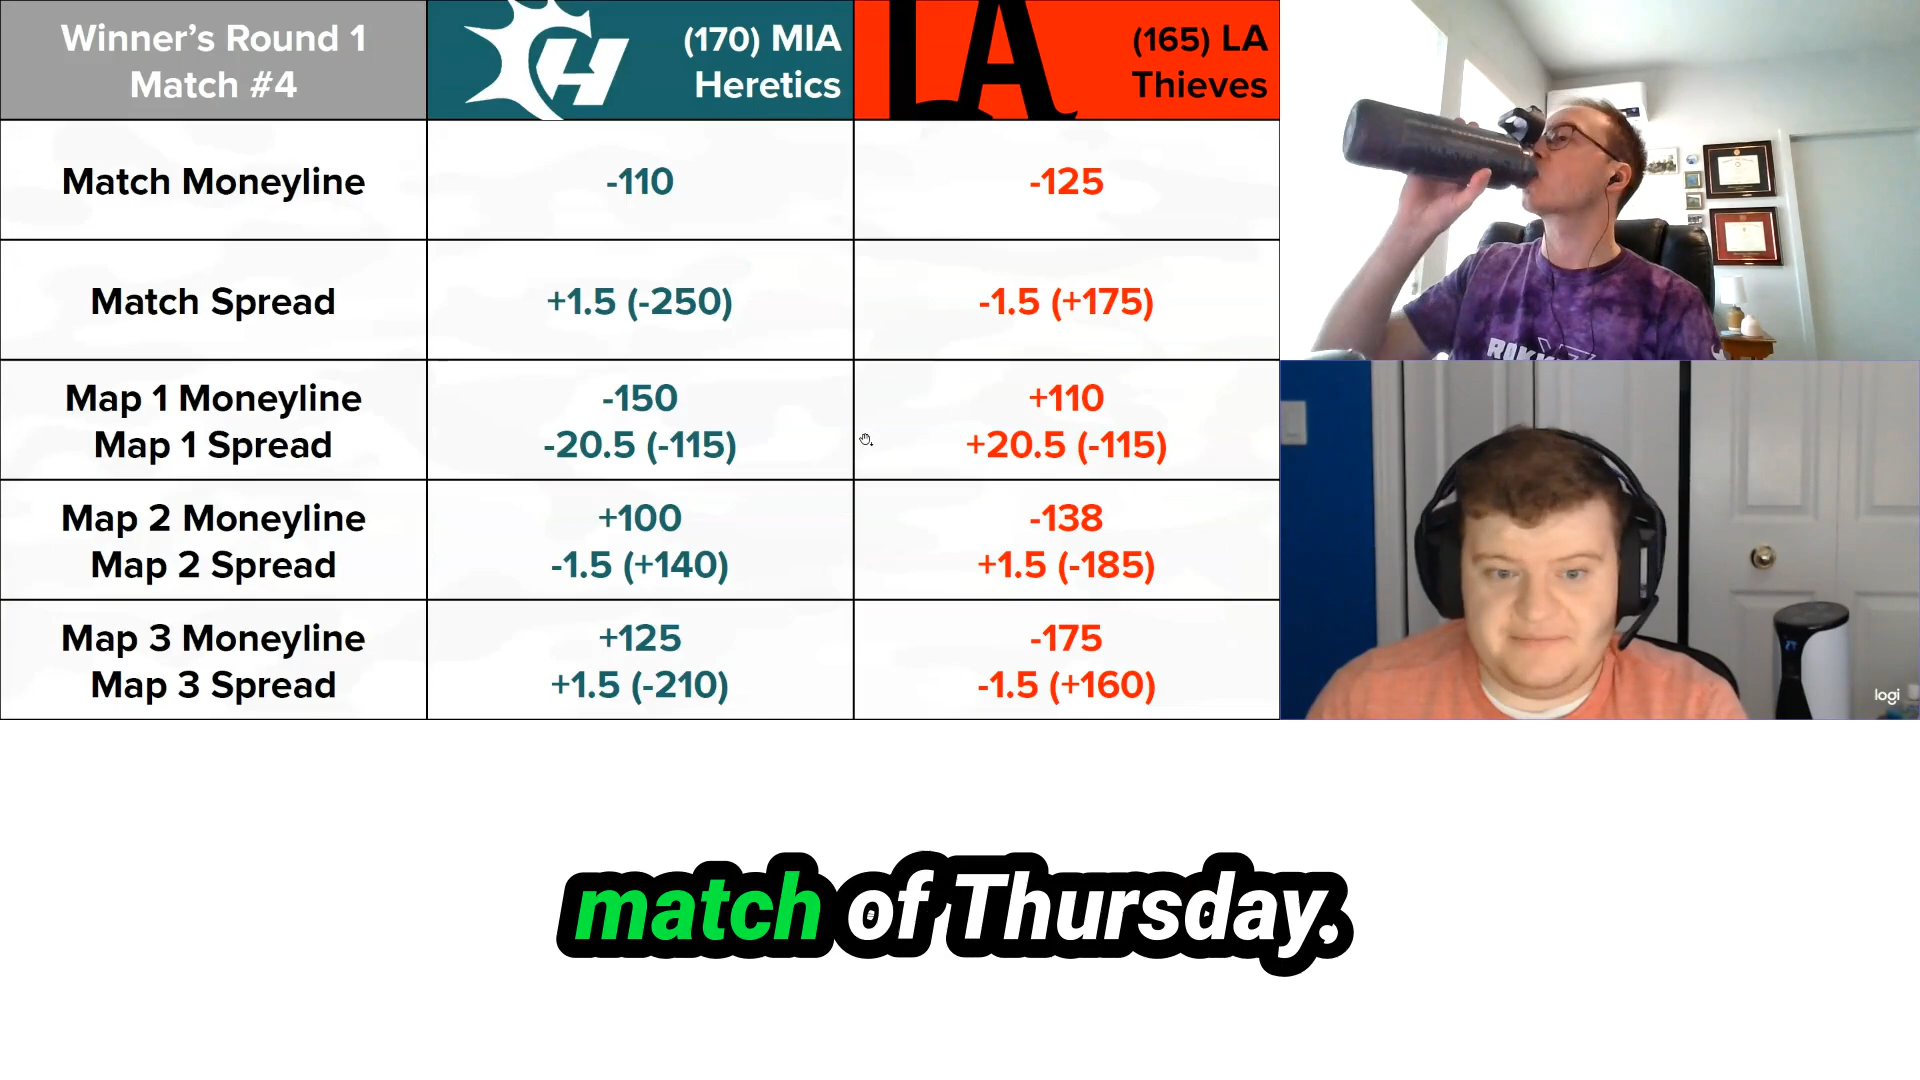 Winner's Round 1
Match #4
(170) MIA
Heretics
LA
(165) LA
Thieves
Match Moneyline
-110
-125
Match Spread
+1.5 (-250)
-1.5 (+175)
Map 1 Moneyline
Map 1 Spread
-150
-20.5 (-115)
+110
+20.5 (-115)
Map 2 Moneyline
Map 2 Spread
+100
-1.5 (+140)
-138
+1.5 (-185)
Map 3 Moneyline
Map 3 Spread
+125
+1.5 (-210)
-175
-1.5 (+160)
logi
match of Thursday.